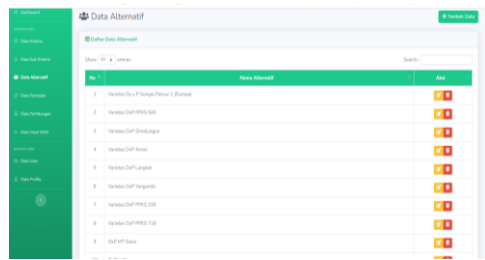 Dashboard
Data Kriteria
Data Sub Kriteria
Data Alternatif
Data Penilaian
Data Perhitungan
Data Hasil Akhir
Data User
Data Profile
Data Alternatif
+ Tambah Data
Daftar Data Alternatif
Show 10 entries
Search:
No Nama Alternatif Aksi
1 Varietas Dy x P Sungai Pancur 1 (Dumpy)
2 Varietas DxP PPKS 540
3 Varietas DxP Simalungun
4 Varietas DxP Avros
5 Varietas DxP Langkat
6 Varietas DxP Yangambi
7 Varietas DxP PPKS 239
8 Varietas DxP PPKS 718
9 DxP MT Gano